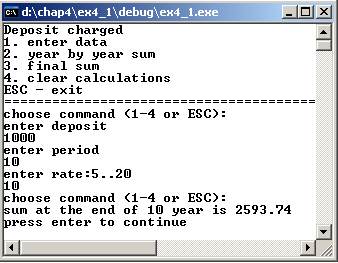 d:\chap4\ex4_1\debug\ex4_1.exe
Deposit charged
1. enter data
2. year by year sum
3. final sum
4. clear calculations
ESC - exit
========================================
choose command (1-4 or ESC):
enter deposit
1000
enter period
10
enter rate:5..20
10
choose command (1-4 or ESC):
sum at the end of 10 year is 2593.74
press enter to continue